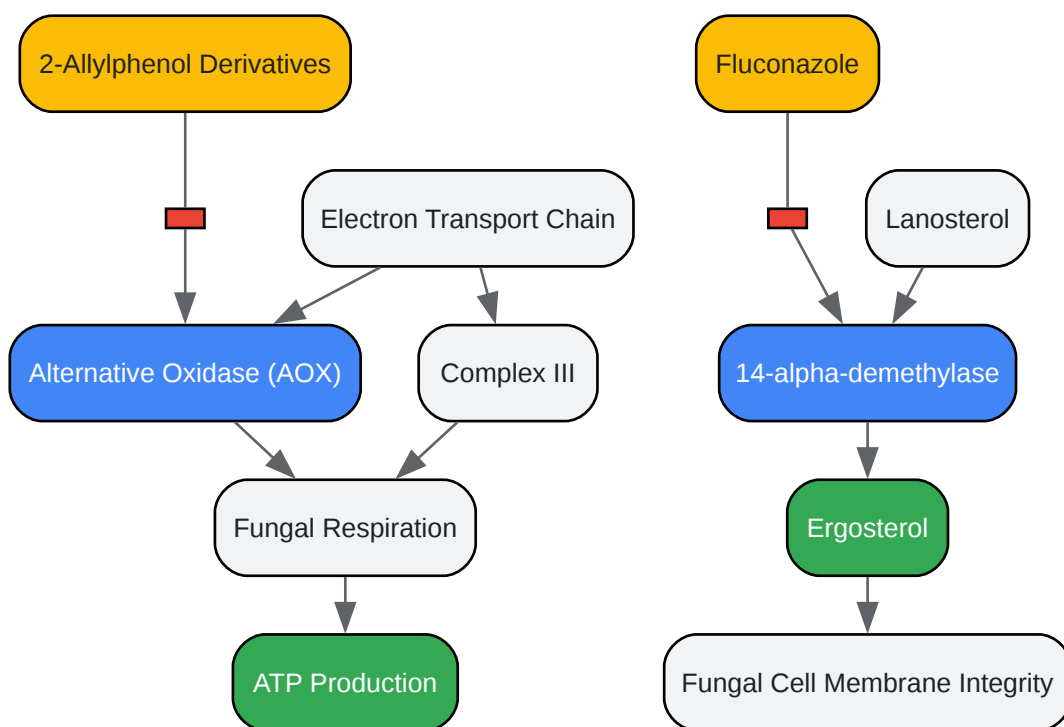 2-Allylphenol Derivatives
Fluconazole
Electron Transport Chain
Lanosterol
Alternative Oxidase (AOX)
Complex III
14-alpha-demethylase
Fungal Respiration
Ergosterol
ATP Production
Fungal Cell Membrane Integrity